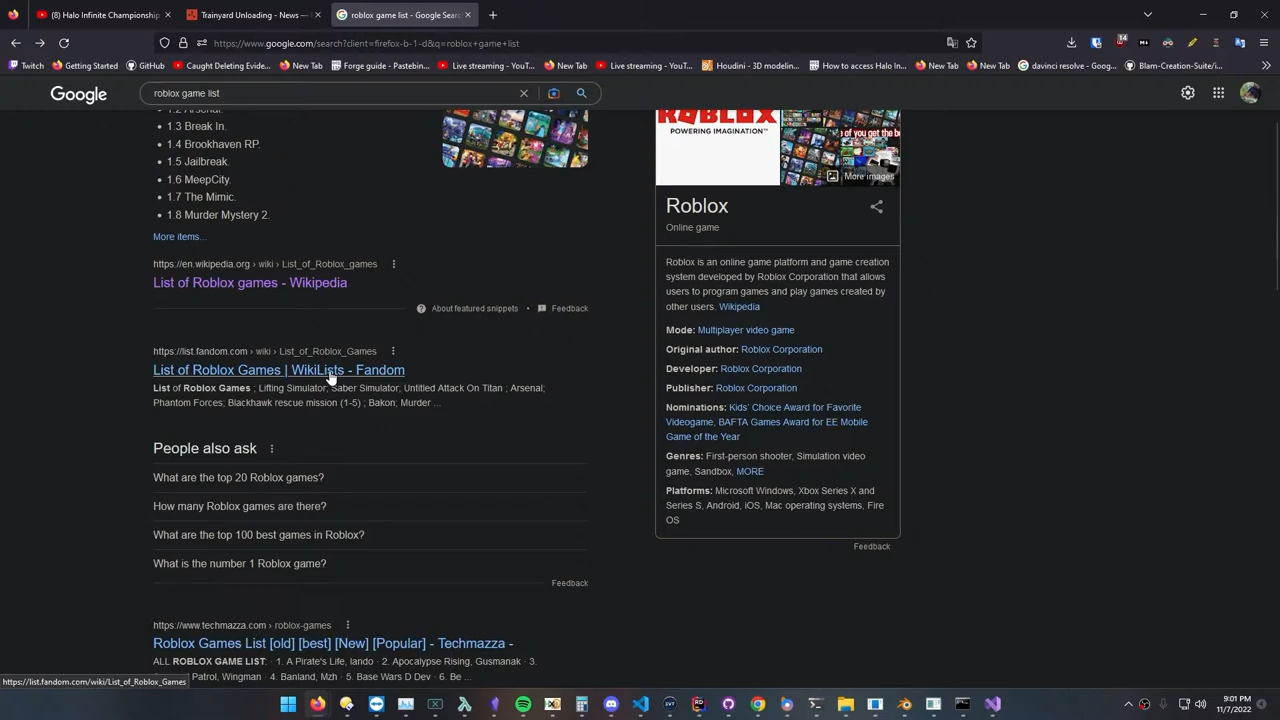 (8) Halo Infinite Championship
Trainyard Unloading - News —
roblox game list - Google Searc
https://www.google.com/search?client=firefox-b-1-d&q=roblox+game+list
Twitch
Getting Started
GitHub
Caught Deleting Evide...
New Tab
Forge guide - Pastebin...
Live streaming - YouT...
New Tab
Live streaming - YouT...
Houdini - 3D modelin...
How to access Halo In...
New Tab
New Tab
davinci resolve - Goog...
Blam-Creation-Suite/i...
Google
roblox game list
1.2 Arsenal.
1.3 Break In.
1.4 Brookhaven RP.
1.5 Jailbreak.
1.6 MeepCity.
1.7 The Mimic.
1.8 Murder Mystery 2.
More items...
https://en.wikipedia.org › wiki › List_of_Roblox_games
List of Roblox games - Wikipedia
About featured snippets • Feedback
https://list.fandom.com › wiki › List_of_Roblox_Games
List of Roblox Games | WikiLists - Fandom
List of Roblox Games ; Lifting Simulator; Saber Simulator; Untitled Attack On Titan ; Arsenal;
Phantom Forces; Blackhawk rescue mission (1-5) ; Bakon; Murder ...
People also ask
What are the top 20 Roblox games?
How many Roblox games are there?
What are the top 100 best games in Roblox?
What is the number 1 Roblox game?
Feedback
https://www.techmazza.com › roblox-games
Roblox Games List [old] [best] [New] [Popular] - Techmazza -
ALL ROBLOX GAME LIST: · 1. A Pirate's Life, lando · 2. Apocalypse Rising, Gusmanak · 3.
Patrol, Wingman · 4. Banland, Mzh · 5. Base Wars D Dev · 6. Be ...
ROBLOX
POWERING IMAGINATION™
of you get the
More images
Roblox
Online game
Roblox is an online game platform and game creation
system developed by Roblox Corporation that allows
users to program games and play games created by
other users. Wikipedia
Mode: Multiplayer video game
Original author: Roblox Corporation
Developer: Roblox Corporation
Publisher: Roblox Corporation
Nominations: Kids' Choice Award for Favorite
Videogame, BAFTA Games Award for EE Mobile
Game of the Year
Genres: First-person shooter, Simulation video
game, Sandbox, MORE
Platforms: Microsoft Windows, Xbox Series X and
Series S, Android, iOS, Mac operating systems, Fire
OS
Feedback
https://list.fandom.com/wiki/List_of_Roblox_Games
9:01 PM
11/7/2022